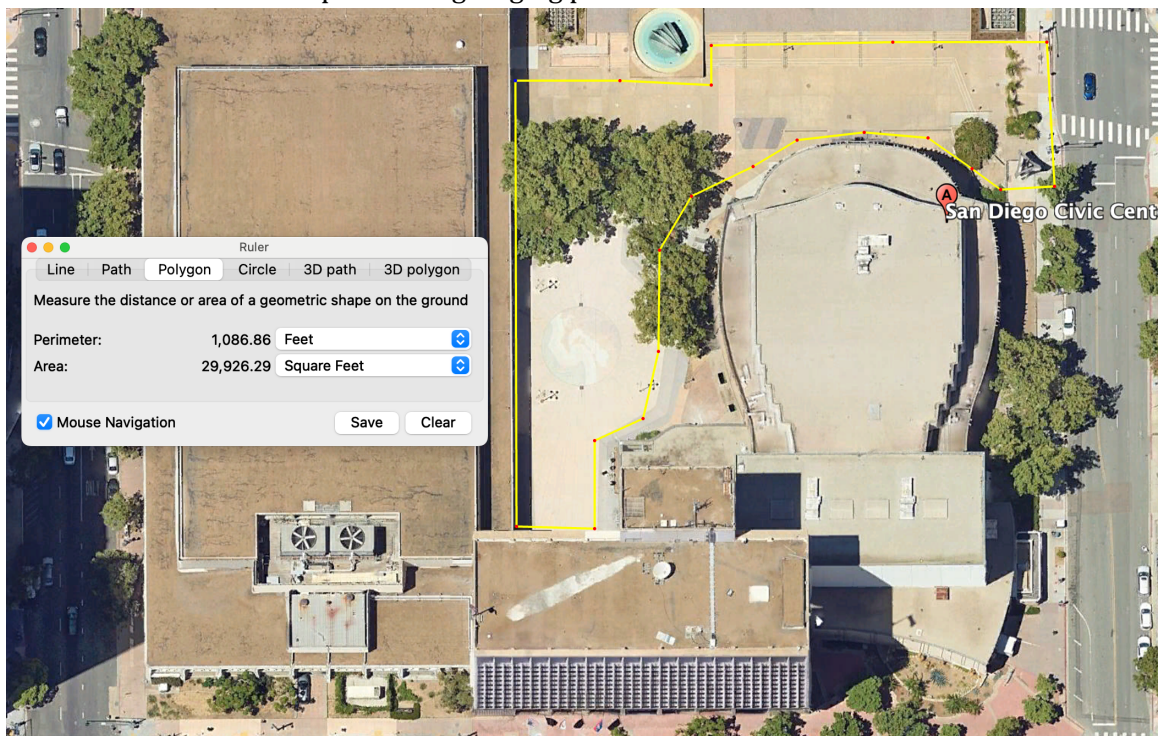 Ruler
Line Path Polygon Circle 3D path 3D polygon
Measure the distance or area of a geometric shape on the ground
Perimeter: 1,086.86 Feet
Area: 29,926.29 Square Feet
Mouse Navigation Save Clear
A
San Diego Civic Cent
ONLY